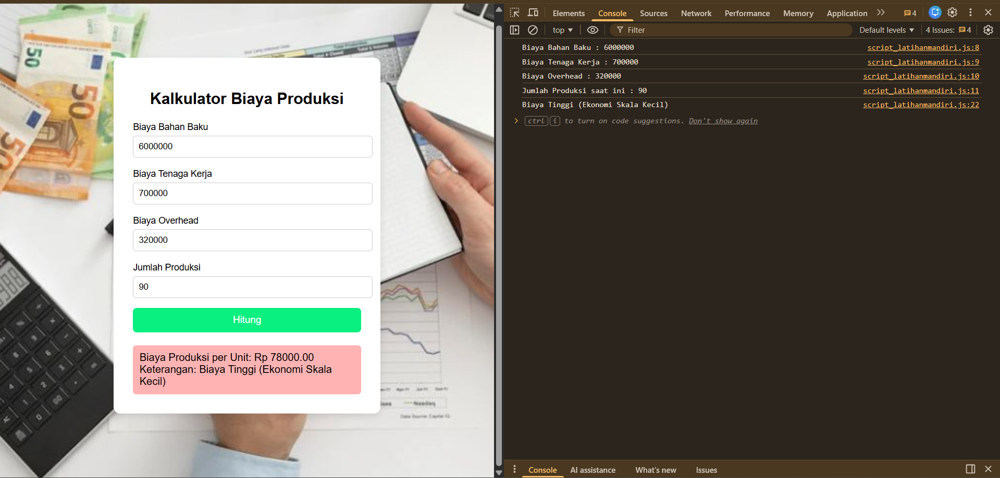 Kalkulator Biaya Produksi
Biaya Bahan Baku
6000000
Biaya Tenaga Kerja
700000
Biaya Overhead
320000
Jumlah Produksi
90
Hitung
Biaya Produksi per Unit: Rp 78000.00
Keterangan: Biaya Tinggi (Ekonomi Skala
Kecil)
Elements Console Sources Network Performance Memory Application 4
top Filter Default levels 4 Issues: 4
Biaya Bahan Baku : 6000000 script_latihanmandiri.js:8
Biaya Tenaga Kerja : 700000 script_latihanmandiri.js:9
Biaya Overhead : 320000 script_latihanmandiri.js:10
Jumlah Produksi saat ini : 90 script_latihanmandiri.js:11
Biaya Tinggi (Ekonomi Skala Kecil) script_latihanmandiri.js:22
ctrl i to turn on code suggestions. Don't show again
Console AI assistance What's new Issues
50
50
50
Nasdaq